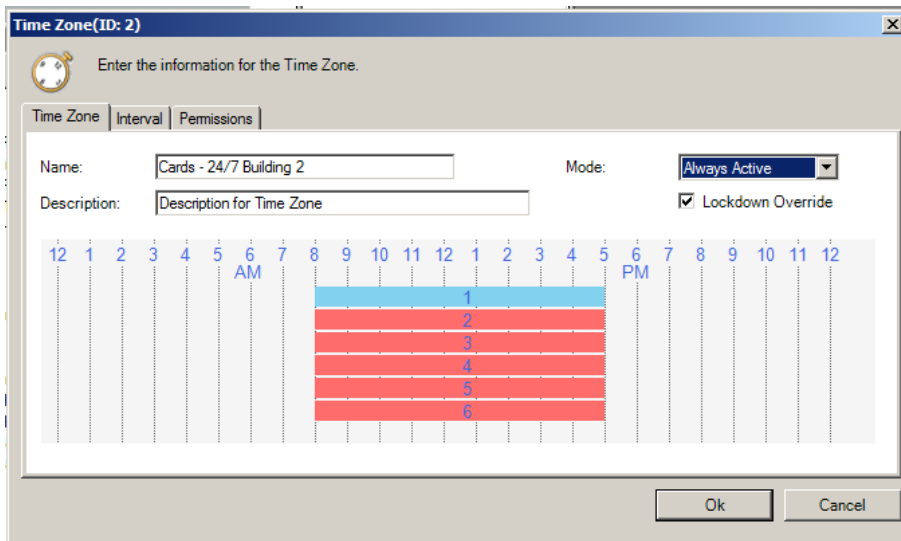 Time Zone(ID: 2)
Enter the information for the Time Zone.
Time Zone Interval Permissions
Name: Cards - 24/7 Building 2 Mode: Always Active
Description: Description for Time Zone Lockdown Override
12 1 2 3 4 5 6 7 8 9 10 11 12 1 2 3 4 5 6 7 8 9 10 11 12
AM PM
1
2
3
4
5
6
Ok Cancel